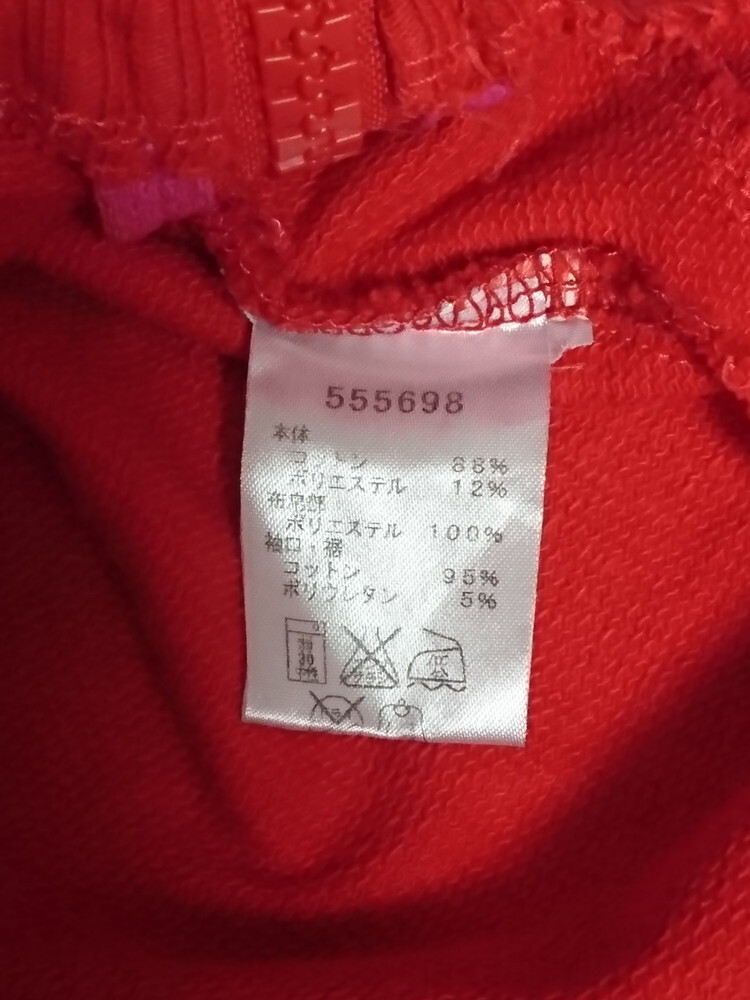 555698
本体
コットン 88%
ポリエステル 12%
布帛部
ポリエステル 100%
袖口・裾
コットン 95%
ポリウレタン 5%
30